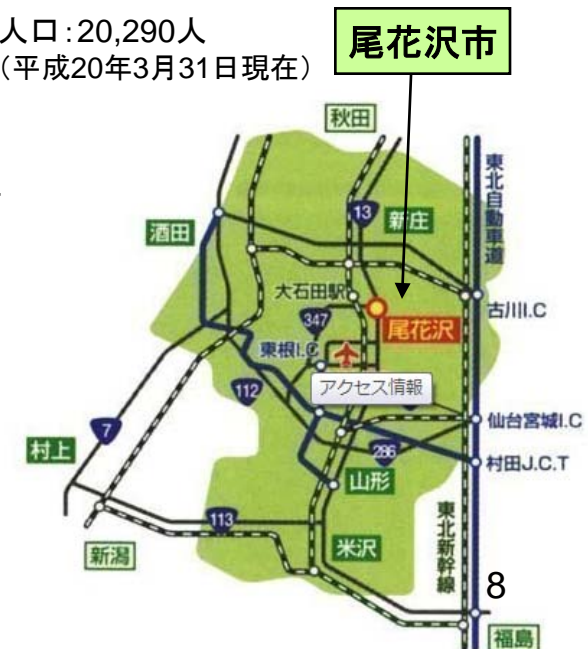 人口:20,290人
(平成20年3月31日現在)
尾花沢市
秋田
東北自動車道
13
新庄
酒田
大石田駅
古川I.C
347
尾花沢
東根I.C
アクセス情報
112
仙台宮城I.C
7
286
村上
村田J.C.T
山形
113
東北新幹線
米沢
新潟
8
福島